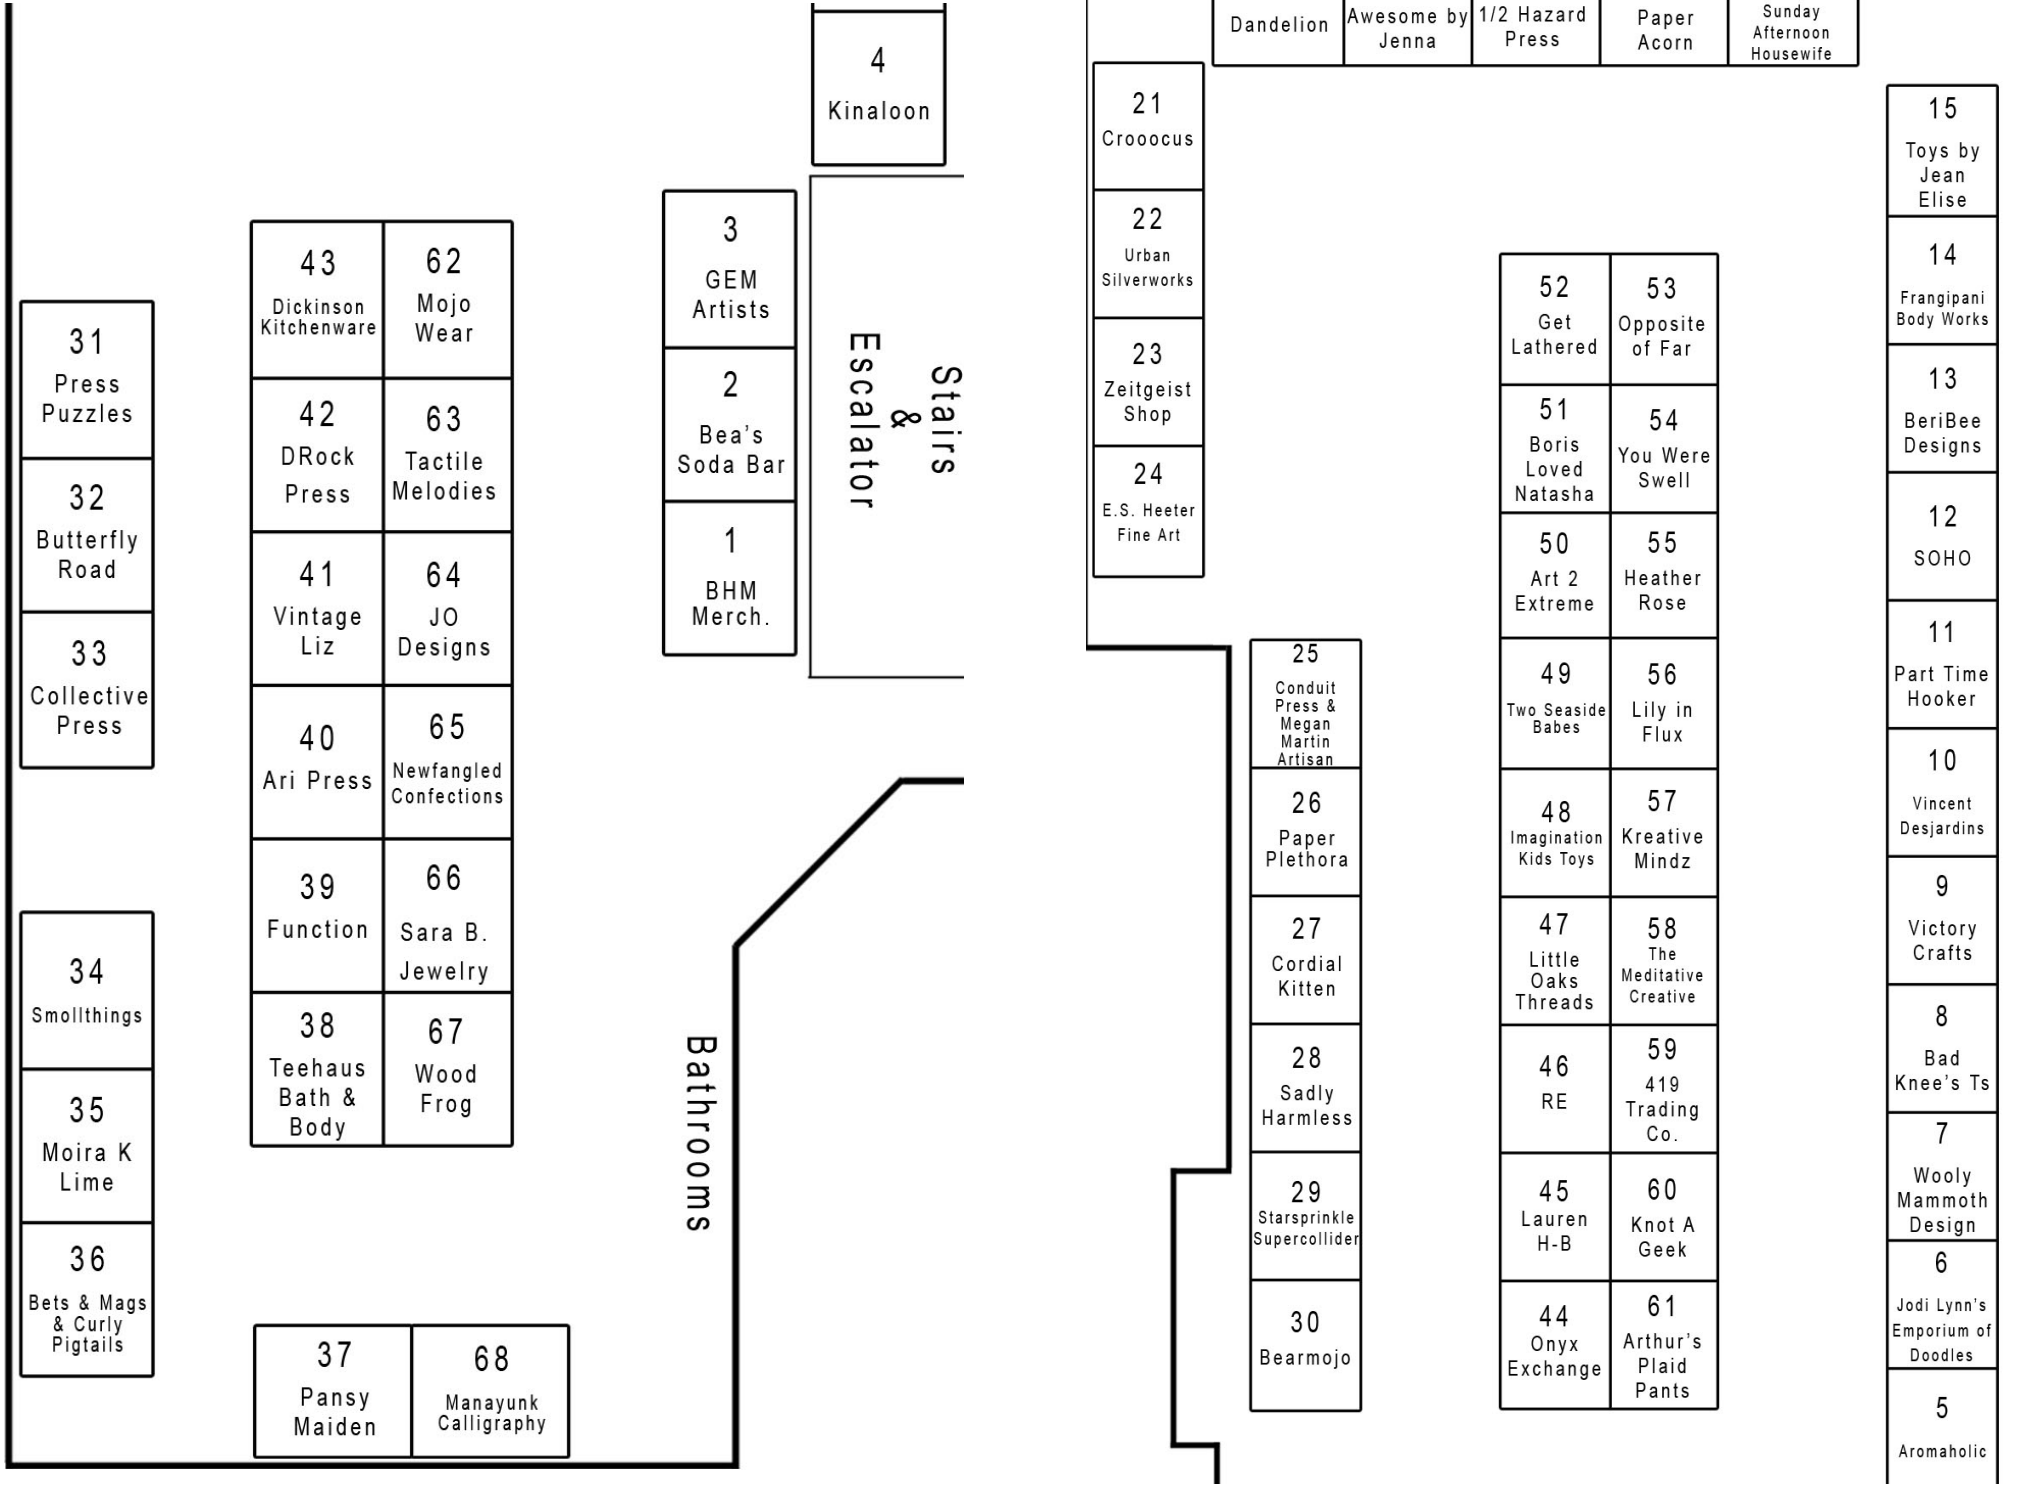 4
Kinaloon
3
GEM
Artists
2
Bea's
Soda Bar
1
BHM
Merch.
Stairs
&
Escalator
43
Dickinson
Kitchenware
62
Mojo
Wear
42
DRock
Press
63
Tactile
Melodies
41
Vintage
Liz
64
JO
Designs
40
Ari Press
65
Newfangled
Confections
39
Function
66
Sara B.
Jewelry
38
Teehaus
Bath &
Body
67
Wood
Frog
31
Press
Puzzles
32
Butterfly
Road
33
Collective
Press
34
Smollthings
35
Moira K
Lime
36
Bets & Mags
& Curly
Pigtails
37
Pansy
Maiden
68
Manayunk
Calligraphy
Bathrooms
Dandelion
Awesome by
Jenna
1/2 Hazard
Press
Paper
Acorn
Sunday
Afternoon
Housewife
21
Crooocus
22
Urban
Silverworks
23
Zeitgeist
Shop
24
E.S. Heeter
Fine Art
25
Conduit
Press &
Megan
Martin
Artisan
26
Paper
Plethora
27
Cordial
Kitten
28
Sadly
Harmless
29
Starsprinkle
Supercollider
30
Bearmojo
52
Get
Lathered
53
Opposite
of Far
51
Boris
Loved
Natasha
54
You Were
Swell
50
Art 2
Extreme
55
Heather
Rose
49
Two Seaside
Babes
56
Lily in
Flux
48
Imagination
Kids Toys
57
Kreative
Mindz
47
Little
Oaks
Threads
58
The
Meditative
Creative
46
RE
59
419
Trading
Co.
45
Lauren
H-B
60
Knot A
Geek
44
Onyx
Exchange
61
Arthur's
Plaid
Pants
15
Toys by
Jean
Elise
14
Frangipani
Body Works
13
BeriBee
Designs
12
SOHO
11
Part Time
Hooker
10
Vincent
Desjardins
9
Victory
Crafts
8
Bad
Knee's Ts
7
Wooly
Mammoth
Design
6
Jodi Lynn's
Emporium of
Doodles
5
Aromaholic